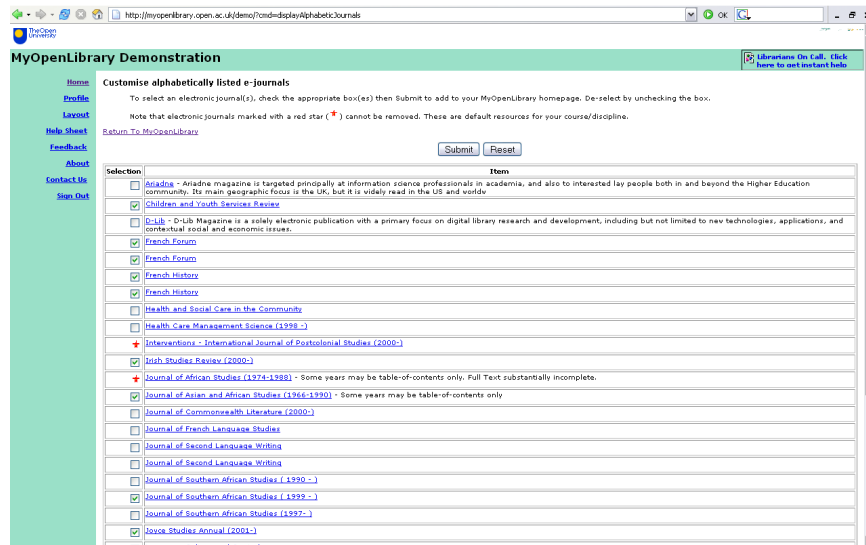 http://myopenlibrary.open.ac.uk/demo/?cmd=displayAlphabeticJournals
OK
The Open
University
MyOpenLibrary Demonstration
Librarians On Call. Click
here to get instant help
Home
Profile
Layout
Help Sheet
Feedback
About
Contact Us
Sign Out
Customise alphabetically listed e-journals
To select an electronic journal(s), check the appropriate box(es) then Submit to add to your MyOpenLibrary homepage. De-select by unchecking the box.
Note that electronic journals marked with a red star ( ) cannot be removed. These are default resources for your course/discipline.
Return To MyOpenLibrary
Submit Reset
Selection Item
Ariadne - Ariadne magazine is targeted principally at information science professionals in academia, and also to interested lay people both in and beyond the Higher Education
community. Its main geographic focus is the UK, but it is widely read in the US and worldv
Children and Youth Services Review
D-Lib - D-Lib Magazine is a solely electronic publication with a primary focus on digital library research and development, including but not limited to new technologies, applications, and
contextual social and economic issues.
French Forum
French Forum
French History
French History
Health and Social Care in the Community
Health Care Management Science (1998 -)
Interventions - International Journal of Postcolonial Studies (2000-)
Irish Studies Review (2000-)
Journal of African Studies (1974-1988) - Some years may be table-of-contents only. Full Text substantially incomplete.
Journal of Asian and African Studies (1966-1990) - Some years may be table-of-contents only
Journal of Commonwealth Literature (2000-)
Journal of French Language Studies
Journal of Second Language Writing
Journal of Second Language Writing
Journal of Southern African Studies ( 1990 - )
Journal of Southern African Studies ( 1999 - )
Journal of Southern African Studies (1997- )
Joyce Studies Annual (2001-)